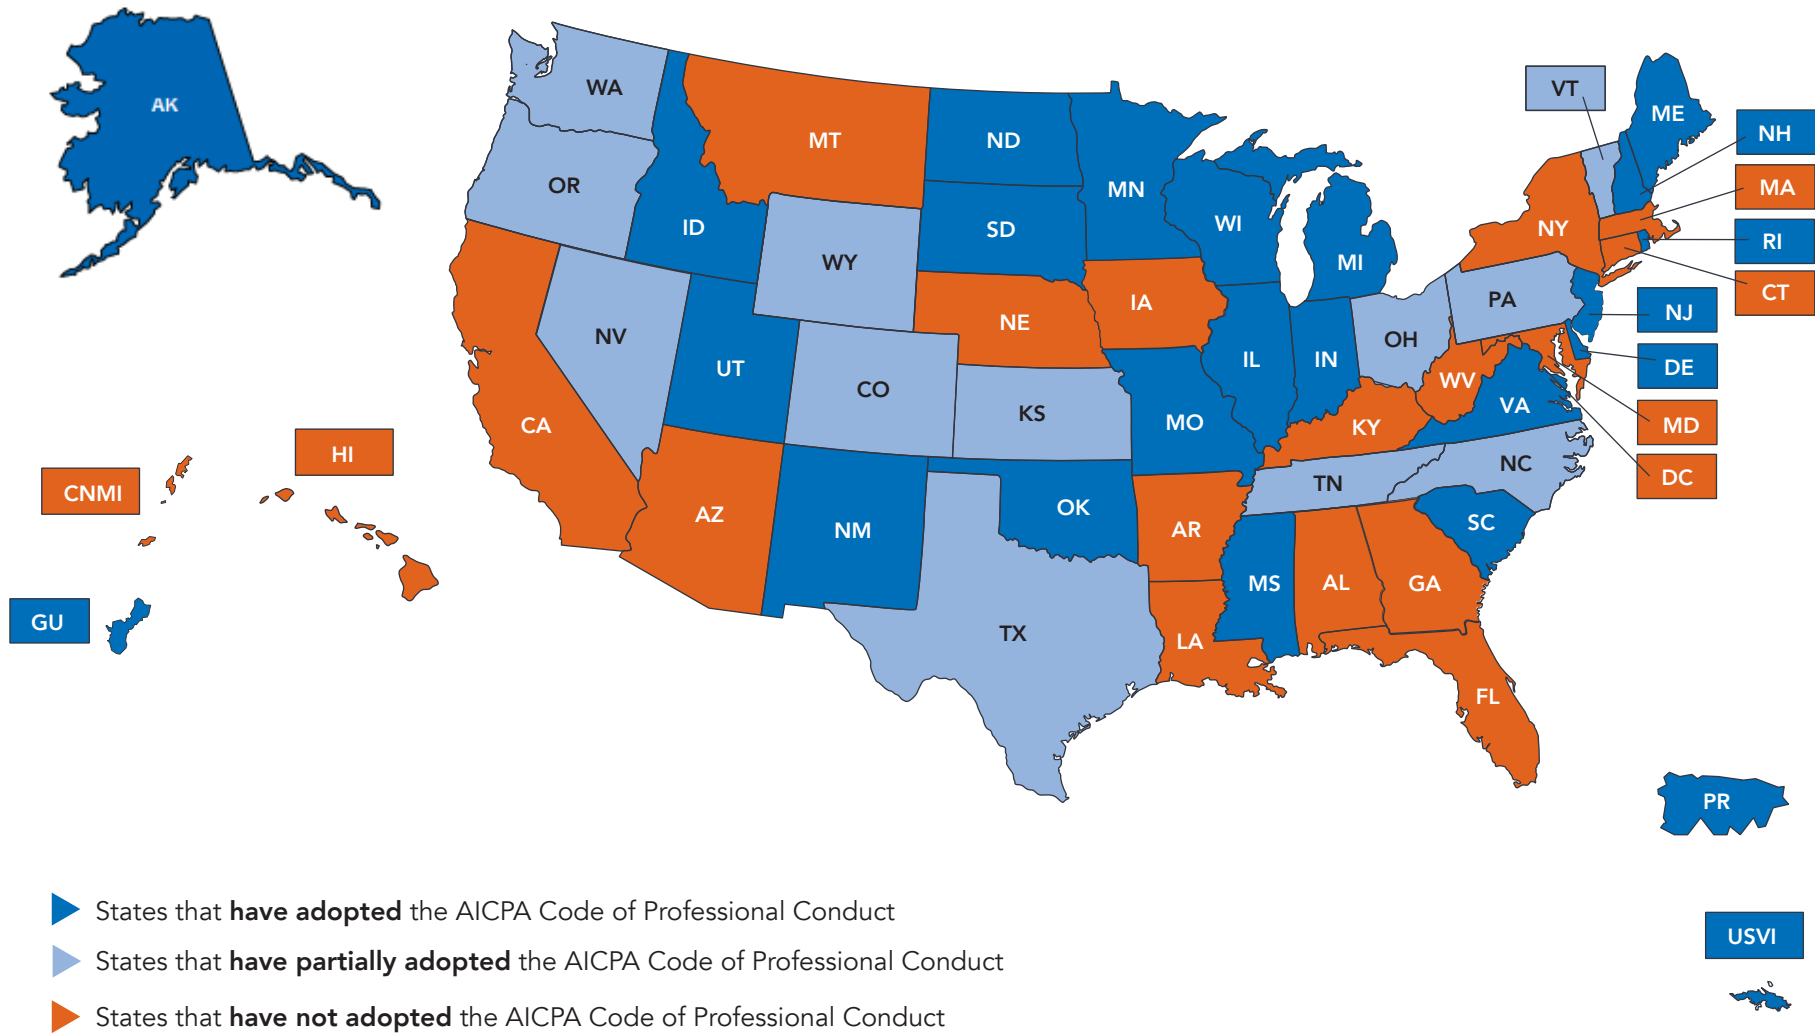 AK
WA
MT
ND
MN
VT
ME
NH
MA
RI
CT
OR
ID
SD
WI
MI
NY
WY
NE
IA
PA
NJ
NV
UT
CO
KS
IL
IN
OH
DE
WV
VA
MD
CA
MO
KY
DC
HI
CNMI
AZ
NM
OK
AR
TN
NC
SC
GU
TX
LA
MS
AL
GA
FL
PR
States that have adopted the AICPA Code of Professional Conduct
States that have partially adopted the AICPA Code of Professional Conduct
States that have not adopted the AICPA Code of Professional Conduct
USVI